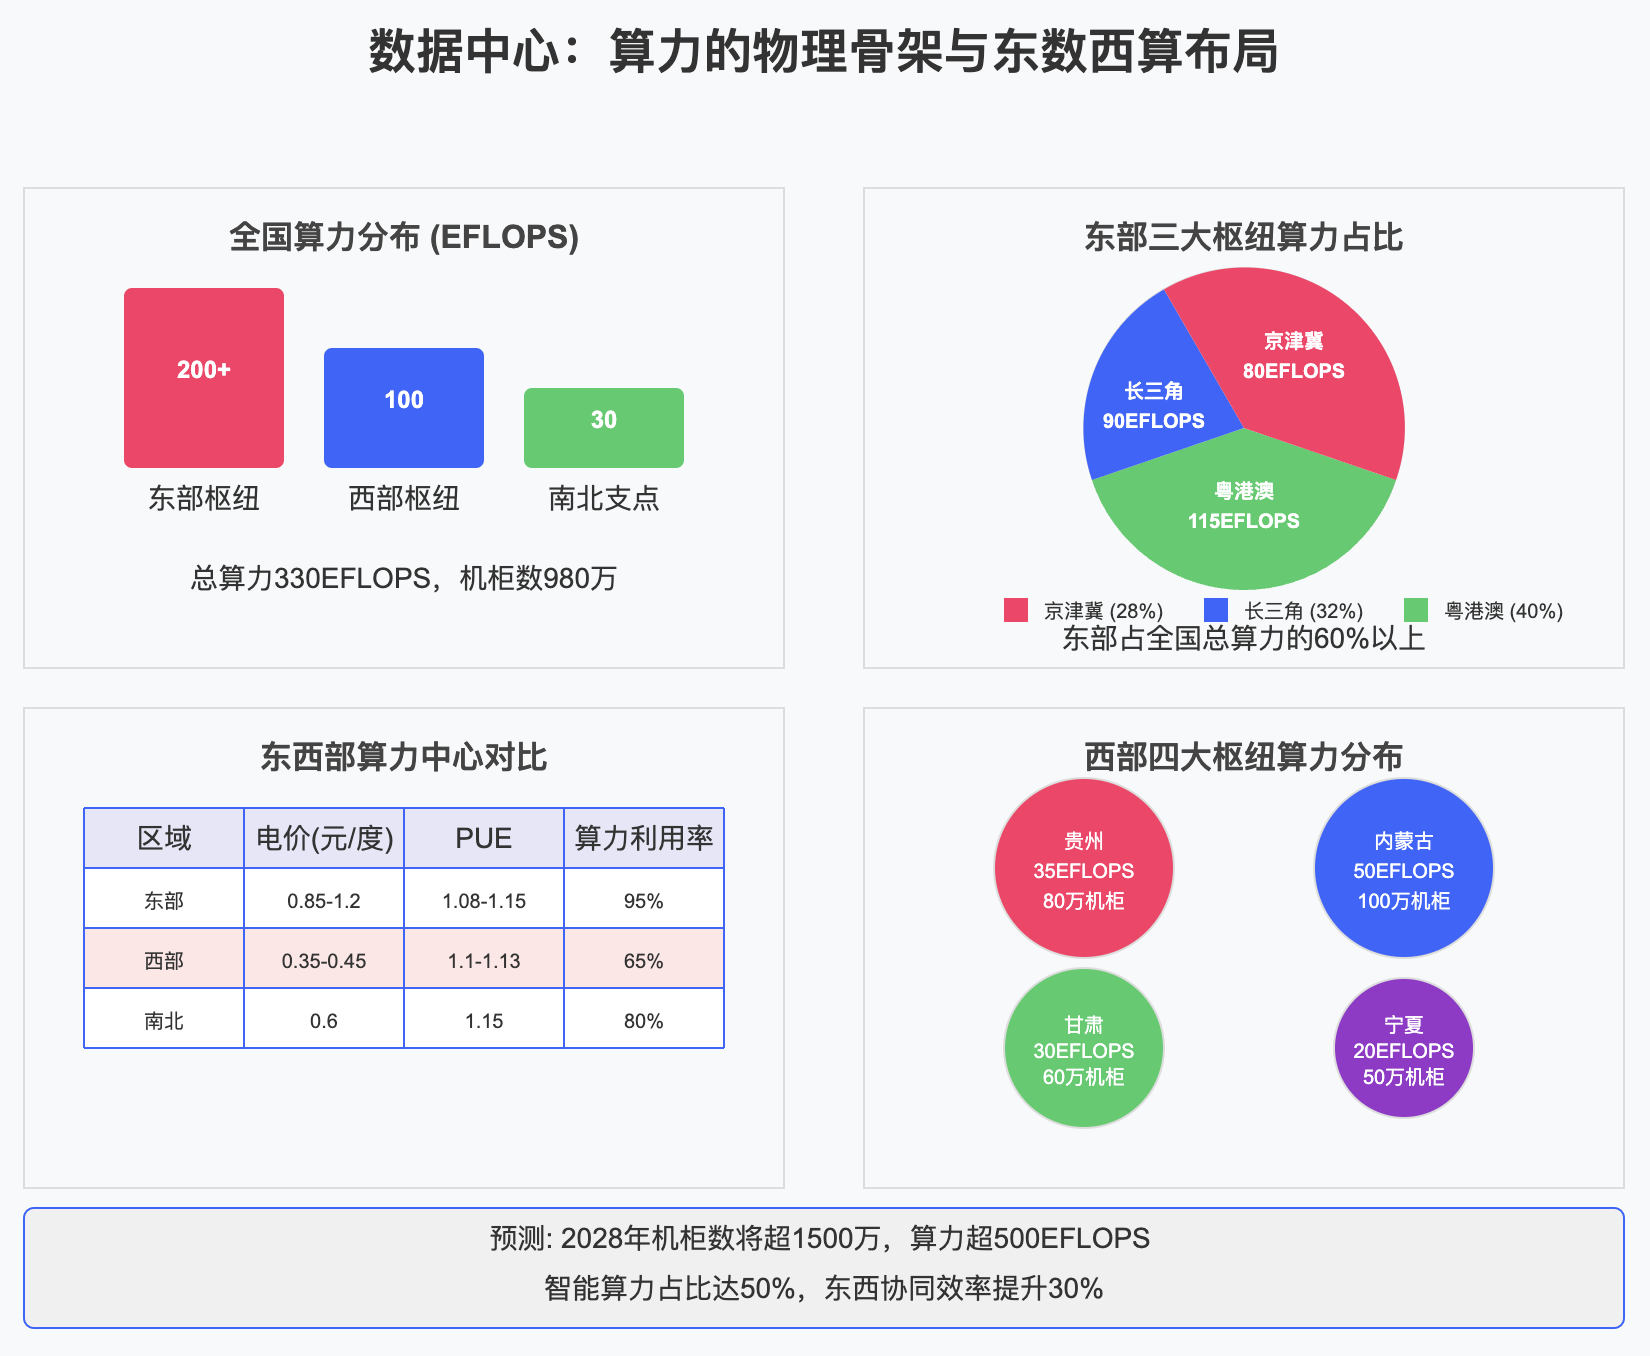 数据中心：算力的物理骨架与东数西算布局
全国算力分布 (EFLOPS)
200+
100
30
东部枢纽
西部枢纽
南北支点
总算力330EFLOPS，机柜数980万
东部三大枢纽算力占比
京津冀
80EFLOPS
长三角
90EFLOPS
粤港澳
115EFLOPS
京津冀 (28%)
长三角 (32%)
粤港澳 (40%)
东部占全国总算力的60%以上
东西部算力中心对比
区域 电价(元/度) PUE 算力利用率
东部 0.85-1.2 1.08-1.15 95%
西部 0.35-0.45 1.1-1.13 65%
南北 0.6 1.15 80%
西部四大枢纽算力分布
贵州
35EFLOPS
80万机柜
内蒙古
50EFLOPS
100万机柜
甘肃
30EFLOPS
60万机柜
宁夏
20EFLOPS
50万机柜
预测: 2028年机柜数将超1500万，算力超500EFLOPS
智能算力占比达50%，东西协同效率提升30%